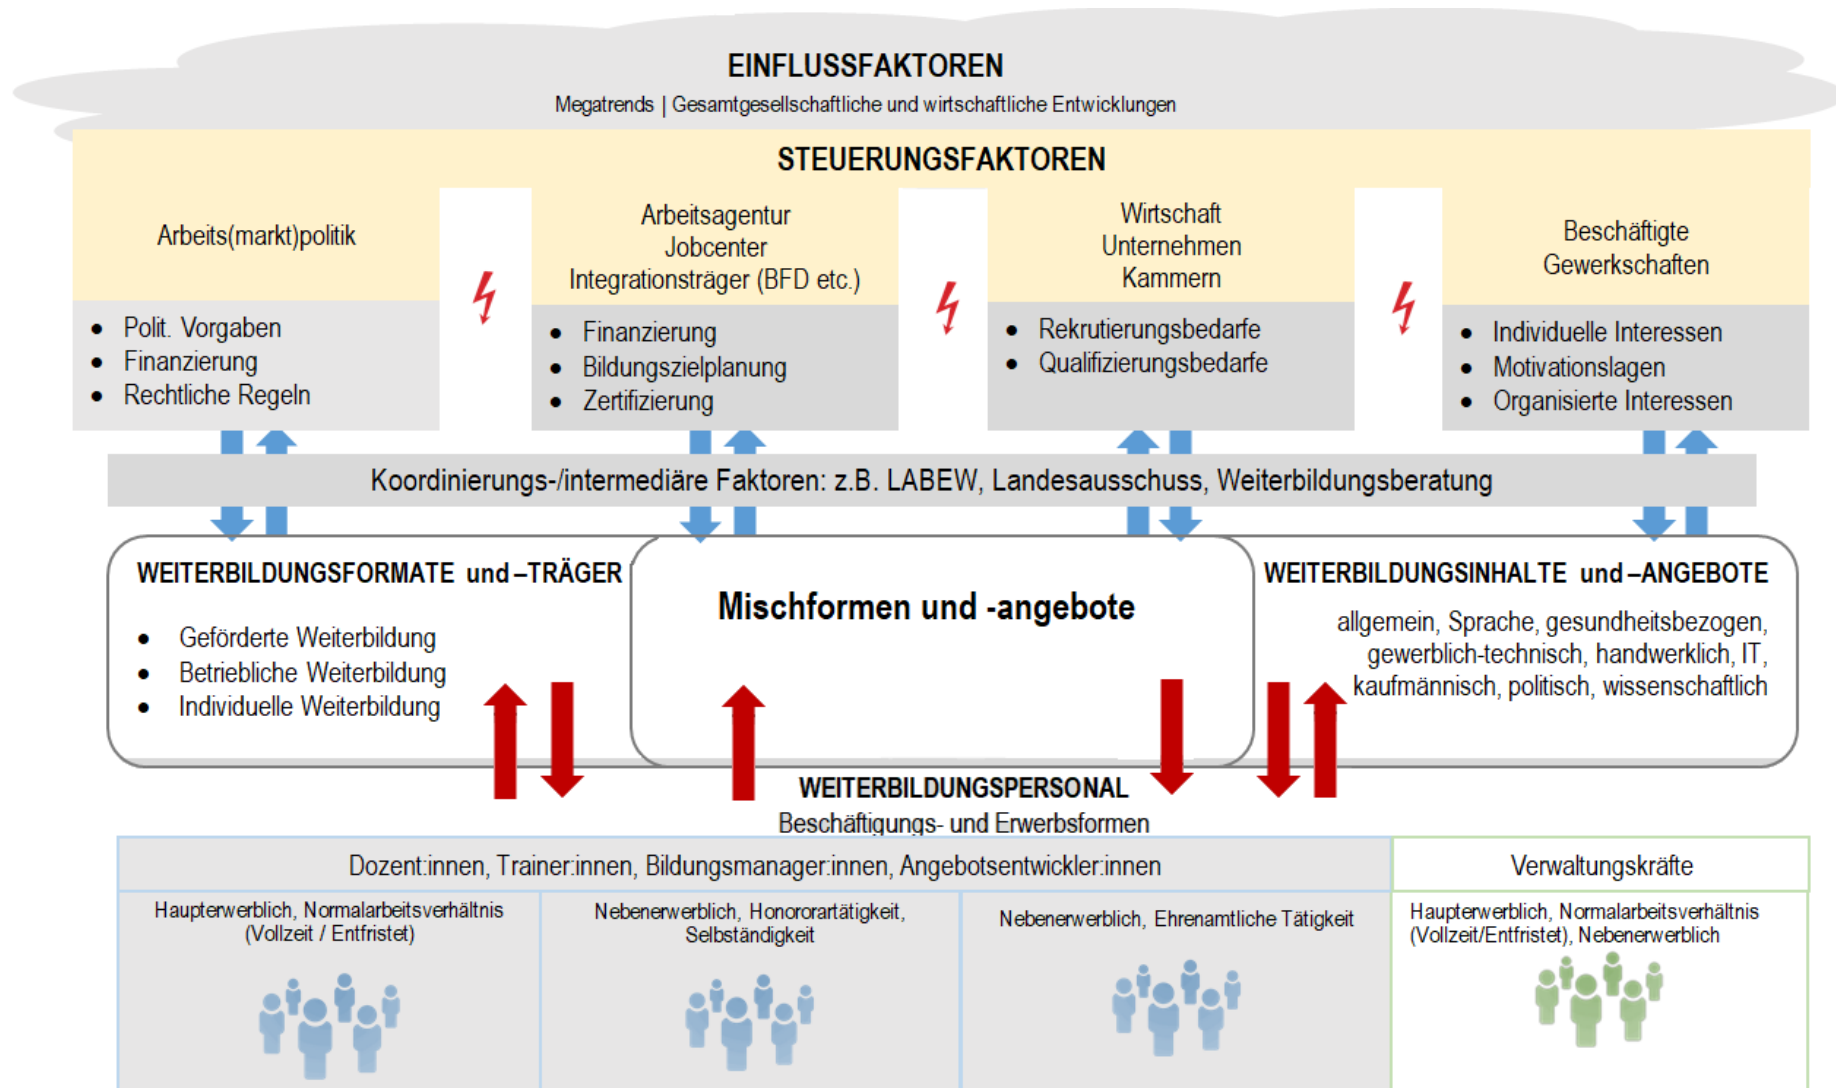 EINFLUSSFAKTOREN
Megatrends | Gesamtgesellschaftliche und wirtschaftliche Entwicklungen
STEUERUNGSFAKTOREN
Arbeits(markt)politik
• Polit. Vorgaben
• Finanzierung
• Rechtliche Regeln
Arbeitsagentur
Jobcenter
Integrationsträger (BFD etc.)
• Finanzierung
• Bildungszielplanung
• Zertifizierung
Wirtschaft
Unternehmen
Kammern
• Rekrutierungsbedarfe
• Qualifizierungsbedarfe
Beschäftigte
Gewerkschaften
• Individuelle Interessen
• Motivationslagen
• Organisierte Interessen
Koordinierungs-/intermediäre Faktoren: z.B. LABEW, Landesausschuss, Weiterbildungsberatung
WEITERBILDUNGSFORMATE und –TRÄGER
• Geförderte Weiterbildung
• Betriebliche Weiterbildung
• Individuelle Weiterbildung
Mischformen und -angebote
WEITERBILDUNGSINHALTE und –ANGEBOTE
allgemein, Sprache, gesundheitsbezogen,
gewerblich-technisch, handwerklich, IT,
kaufmännisch, politisch, wissenschaftlich
WEITERBILDUNGSPERSONAL
Beschäftigungs- und Erwerbsformen
Dozent:innen, Trainer:innen, Bildungsmanager:innen, Angebotsentwickler:innen
Verwaltungskräfte
Haupterwerblich, Normalarbeitsverhältnis
(Vollzeit / Entfristet)
Nebenerwerblich, Honororartätigkeit,
Selbständigkeit
Nebenerwerblich, Ehrenamtliche Tätigkeit
Haupterwerblich, Normalarbeitsverhältnis
(Vollzeit/Entfristet), Nebenerwerblich